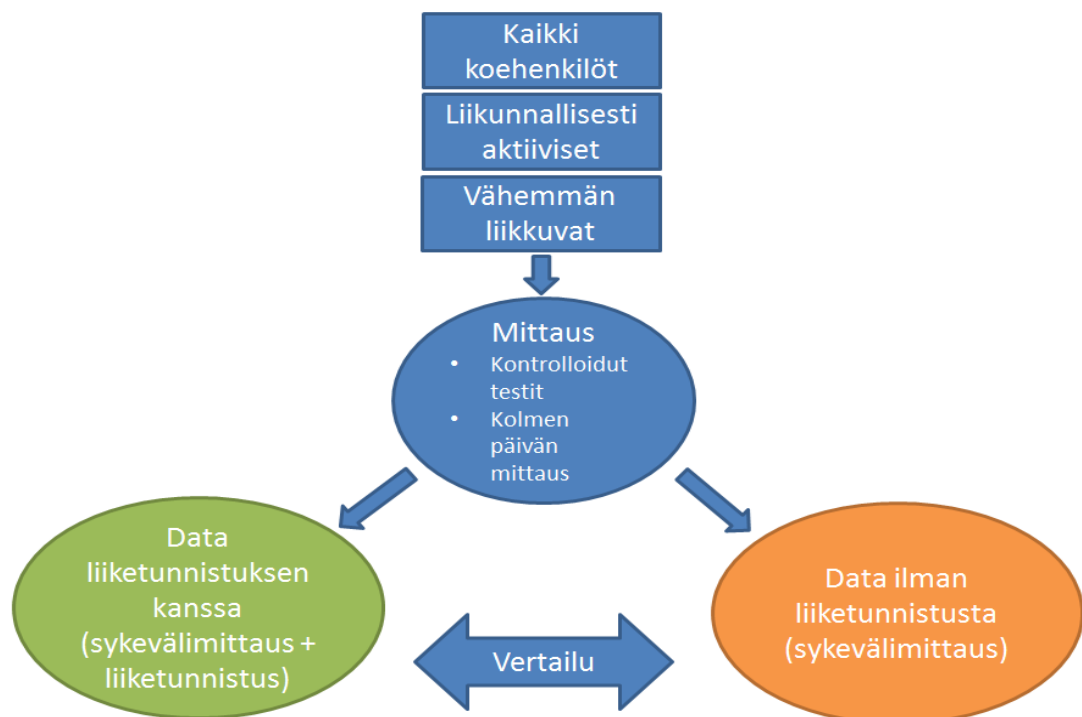 Kaikki
koehenkilöt
Liikunnallisesti
aktiiviset
Vähemmän
liikkuvat
Mittaus
• Kontrolloidut
testit
• Kolmen
päivän
mittaus
Data
liiketunnistuksen
kanssa
(sykevälimittaus +
liiketunnistus)
Vertailu
Data ilman
liiketunnistusta
(sykevälimittaus)